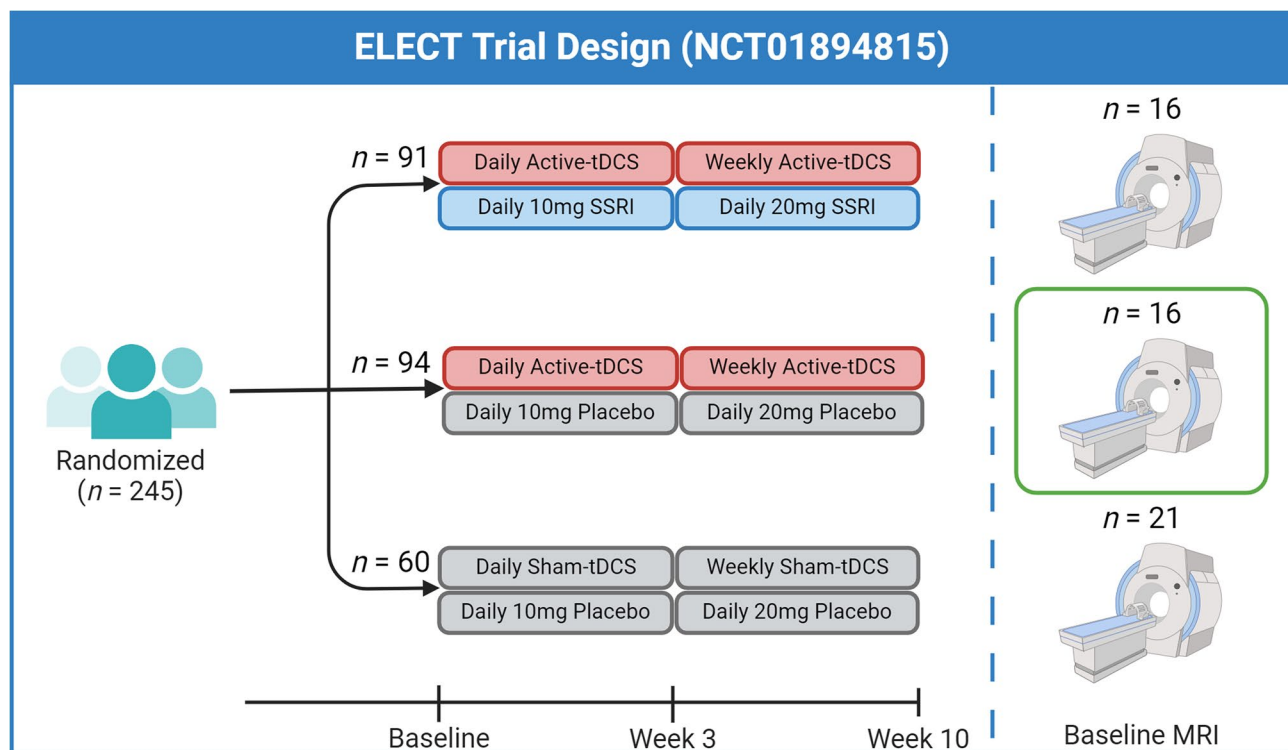 ELECT Trial Design (NCT01894815)
n = 91
Daily Active-tDCS
Weekly Active-tDCS
Daily 10mg SSRI
Daily 20mg SSRI
n = 16
Randomized
(n = 245)
n = 94
Daily Active-tDCS
Weekly Active-tDCS
Daily 10mg Placebo
Daily 20mg Placebo
n = 16
n = 60
Daily Sham-tDCS
Weekly Sham-tDCS
Daily 10mg Placebo
Daily 20mg Placebo
n = 21
Baseline
Week 3
Week 10
Baseline MRI